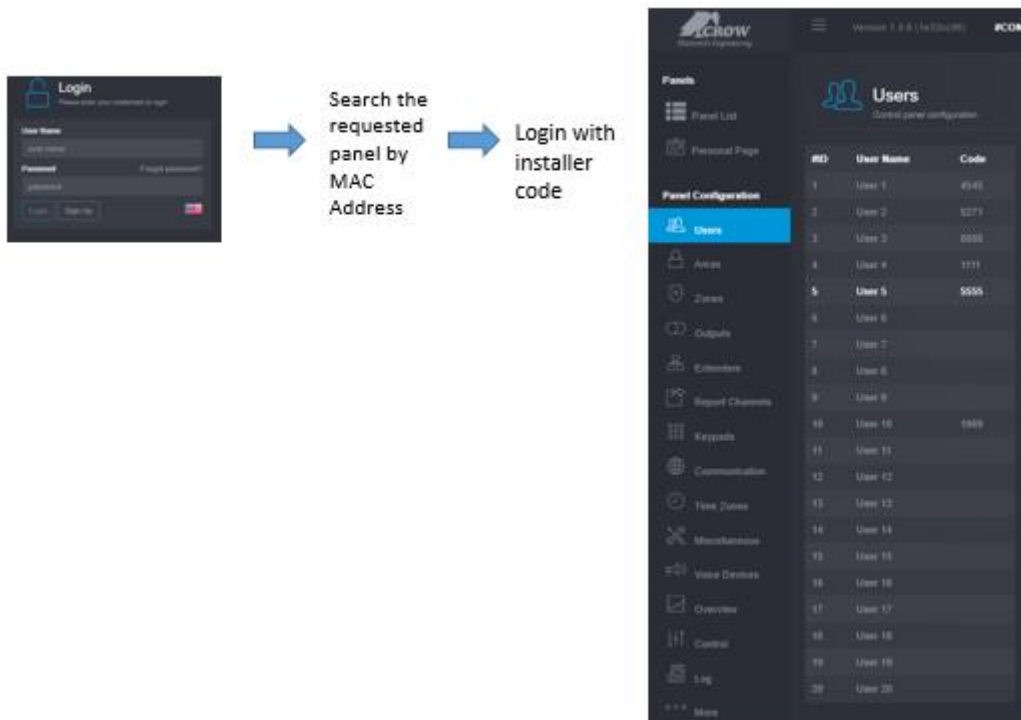 Login
Please enter your credentials to login
User Name
user name
Password Forgot password?
password
Login Sign Up
Search the
requested
panel by
MAC
Address
Login with
installer
code
CROW
Electronic Engineering
Version
Panels
Panel List
Personal Page
Panel Configuration
Users
Areas
Zones
Outputs
Extenders
Report Channels
Keypads
Communication
Time Zones
Miscellaneous
Voice Devices
Overview
Control
Log
More
Users
Control panel configuration
#ID User Name Code
1 User 1 4545
2 User 2
3 User 3
4 User 4 1111
5 User 5 5555
6 User 6
7 User 7
8 User 8
9 User 9
10 User 10
11 User 11
12 User 12
13 User 13
14 User 14
15 User 15
16 User 16
17 User 17
18 User 18
19 User 19
20 User 20